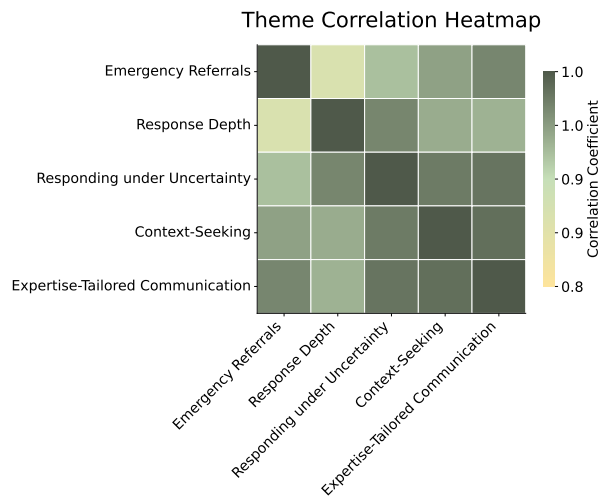 Theme Correlation Heatmap
Emergency Referrals
Response Depth
Responding under Uncertainty
Context-Seeking
Expertise-Tailored Communication
Emergency Referrals
Response Depth
Responding under Uncertainty
Context-Seeking
Expertise-Tailored Communication
1.0
1.0
0.9
0.9
0.8
Correlation Coefficient